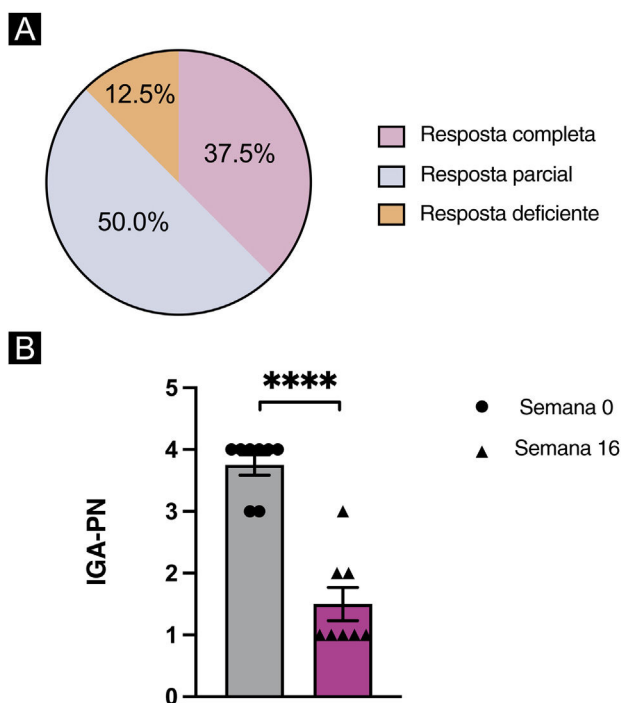 A
12.5%
37.5%
50.0%
Resposta completa
Resposta parcial
Resposta deficiente
B
****
5
4
3
2
1
0
IGA-PN
Semana 0
Semana 16